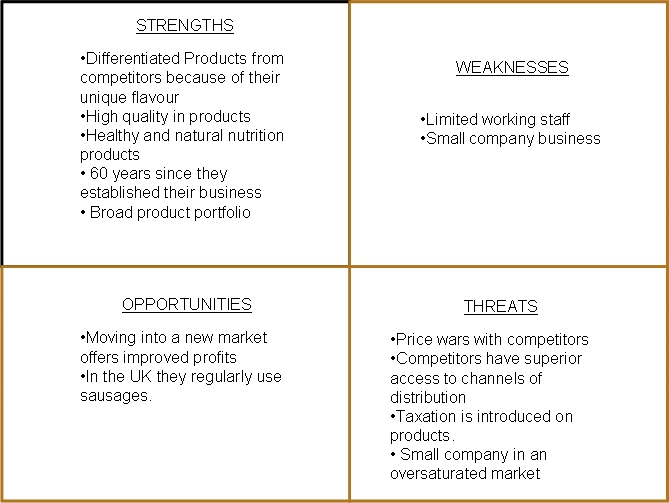 STRENGTHS
•Differentiated Products from
competitors because of their
unique flavour
•High quality in products
•Healthy and natural nutrition
products
• 60 years since they
established their business
• Broad product portfolio
WEAKNESSES
•Limited working staff
•Small company business
OPPORTUNITIES
•Moving into a new market
offers improved profits
•In the UK they regularly use
sausages.
THREATS
•Price wars with competitors
•Competitors have superior
access to channels of
distribution
•Taxation is introduced on
products.
• Small company in an
oversaturated market